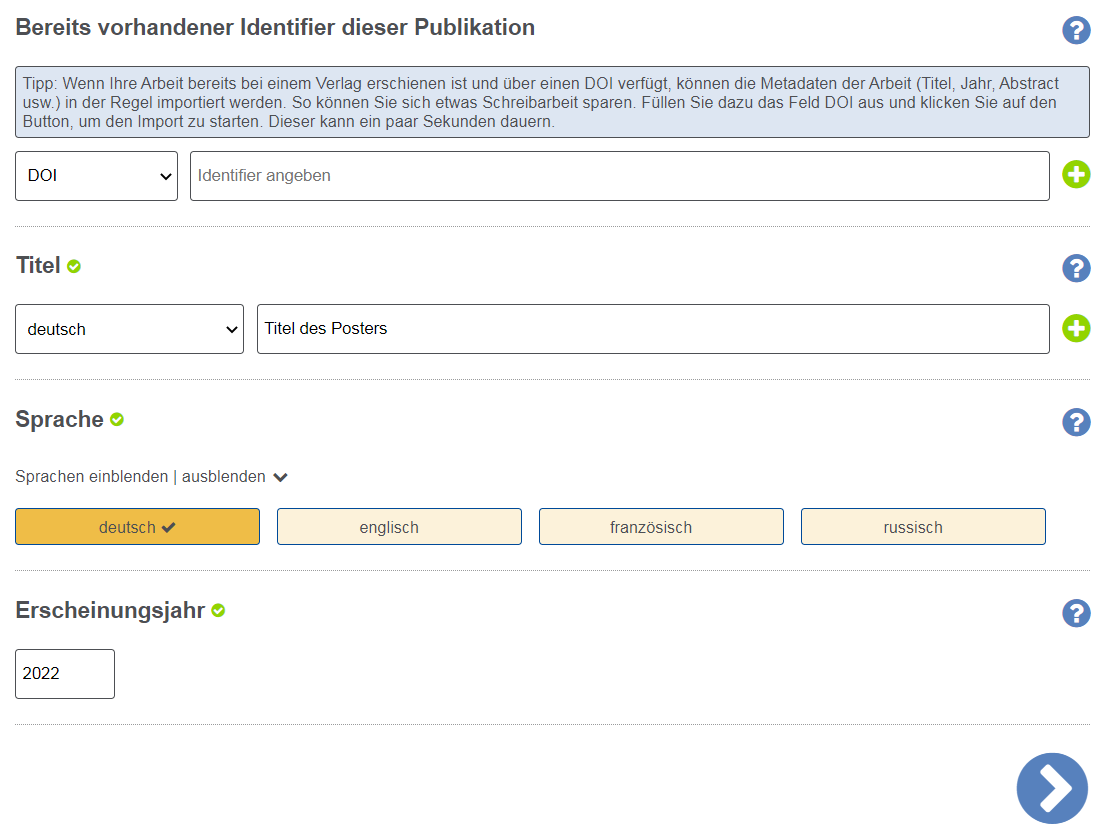 Bereits vorhandener Identifier dieser Publikation
?
Tipp: Wenn Ihre Arbeit bereits bei einem Verlag erschienen ist und über einen DOI verfügt, können die Metadaten der Arbeit (Titel, Jahr, Abstract
usw.) in der Regel importiert werden. So können Sie sich etwas Schreibarbeit sparen. Füllen Sie dazu das Feld DOI aus und klicken Sie auf den
Button, um den Import zu starten. Dieser kann ein paar Sekunden dauern.
DOI Identifier angeben
Titel
?
deutsch Titel des Posters
Sprache
?
Sprachen einblenden | ausblenden
deutsch englisch französisch russisch
Erscheinungsjahr
?
2022